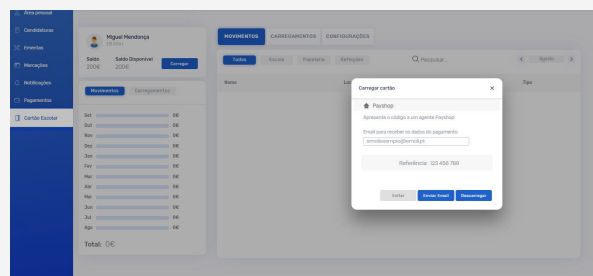 Área pessoal
Candidaturas
Ementas
Marcações
Notificações
Pagamentos
Cartão Escolar
Miguel Mendonça
Saldo
200€
Saldo Disponível
200€
Carregar
Movimentos
Carregamentos
Set 0€
Out 0€
Nov 0€
Dez 0€
Jan 0€
Fev 0€
Mar 0€
Abr 0€
Mai 0€
Jun 0€
Jul 0€
Ago 0€
Total: 0€
MOVIMENTOS
CARREGAMENTOS
CONFIGURAÇÕES
Todos
Escola
Papelaria
Refeições
Pesquisar...
Agosto
Nome
Tipo
Carregar cartão
Payshop
Apresente o código a um agente Payshop
Email para receber os dados de pagamento:
emailexemplo@email.pt
Referência: 123 456 789
Voltar
Enviar Email
Descarregar